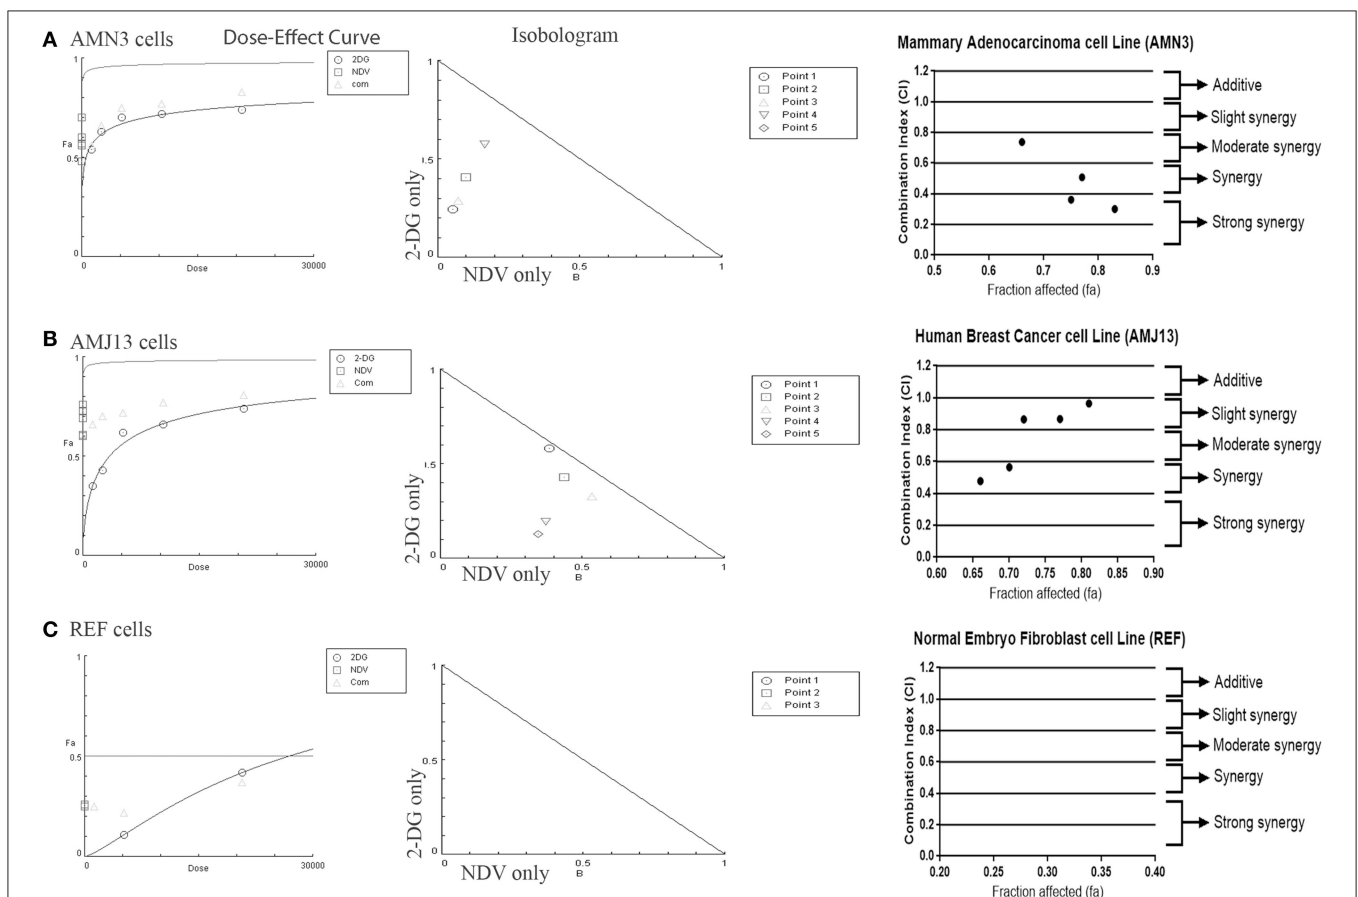 A AMN3 cells
Dose-Effect Curve
Isobologram
1
Fa
0.5
0
0
Dose
30000
2DG
NDV
com
1
0.5
0
2-DG only
0
0.5
1
NDV only
B
Point 1
Point 2
Point 3
Point 4
Point 5
Mammary Adenocarcinoma cell Line (AMN3)
Combination Index (CI)
1.2
1.0
0.8
0.6
0.4
0.2
0.0
0.5 0.6 0.7 0.8 0.9
Fraction affected (fa)
Additive
Slight synergy
Moderate synergy
Synergy
Strong synergy
B AMJ13 cells
1
Fa
0.5
0
0
Dose
30000
2-DG
NDV
Com
1
0.5
0
2-DG only
0
0.5
1
NDV only
B
Point 1
Point 2
Point 3
Point 4
Point 5
Human Breast Cancer cell Line (AMJ13)
Combination Index (CI)
1.2
1.0
0.8
0.6
0.4
0.2
0.0
0.60 0.65 0.70 0.75 0.80 0.85 0.90
Fraction affected (fa)
Additive
Slight synergy
Moderate synergy
Synergy
Strong synergy
C REF cells
1
Fa
0.5
0
0
Dose
30000
2DG
NDV
Com
1
0.5
0
2-DG only
0
0.5
1
NDV only
B
Point 1
Point 2
Point 3
Normal Embryo Fibroblast cell Line (REF)
Combination Index (CI)
1.2
1.0
0.8
0.6
0.4
0.2
0.0
0.20 0.25 0.30 0.35 0.40
Fraction affected (fa)
Additive
Slight synergy
Moderate synergy
Synergy
Strong synergy